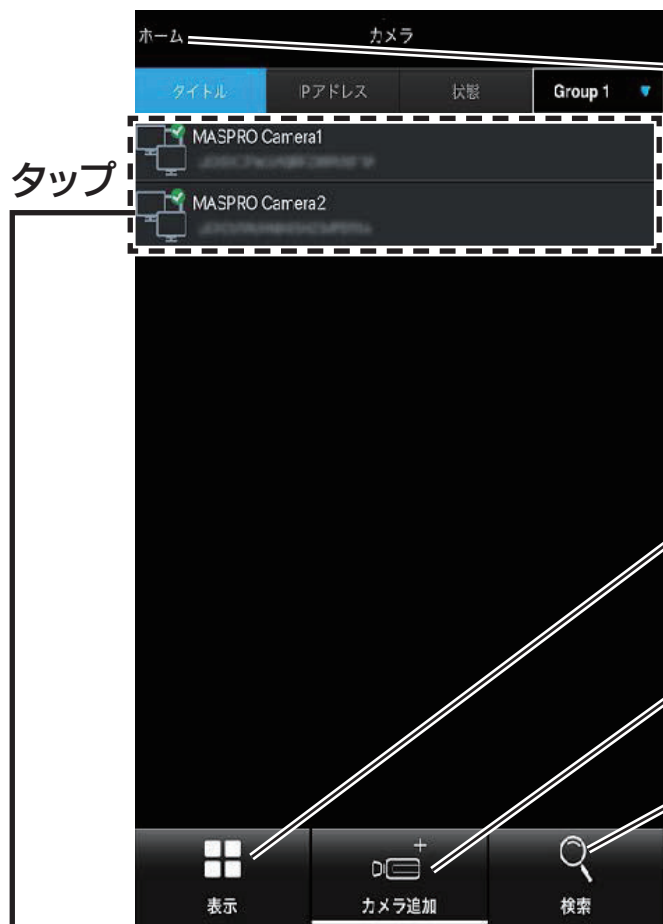 ホーム カメラ
タイトル IPアドレス 状態 Group 1
タップ
MASPRO Camera1
MASPRO Camera2
表示 カメラ追加 検索